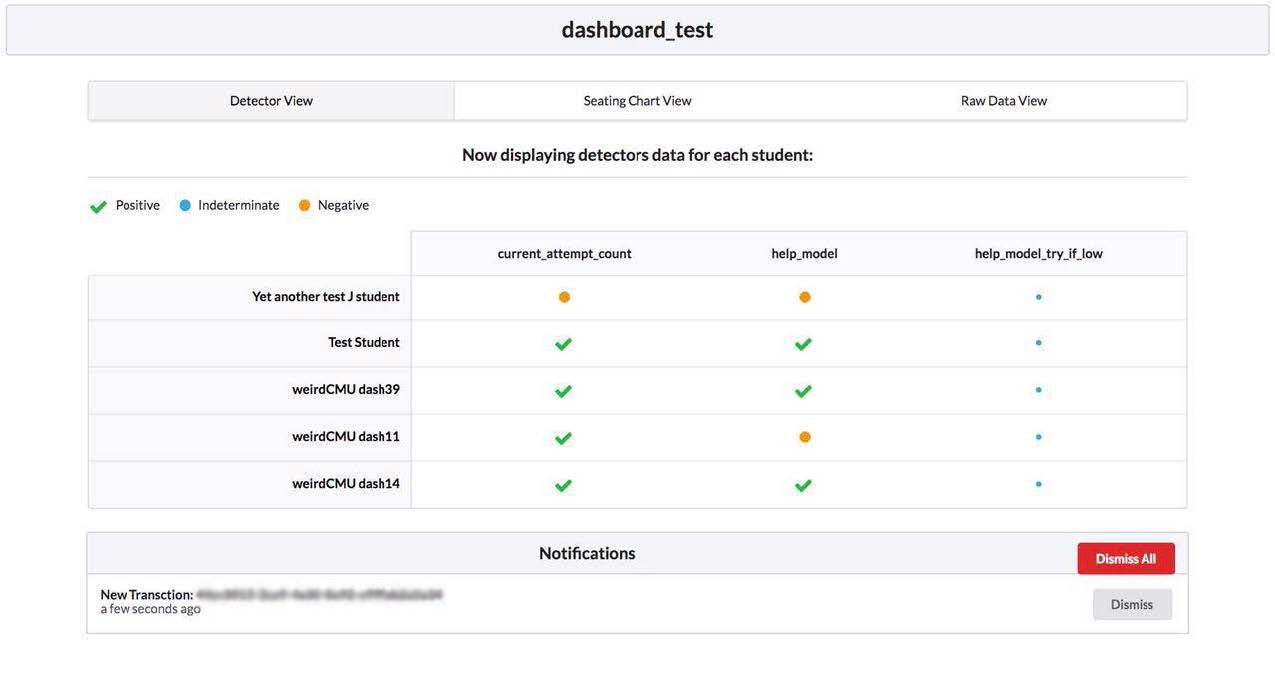 dashboard_test
Detector View Seating Chart View Raw Data View
Now displaying detectors data for each student:
Positive Indeterminate Negative
current_attempt_count help_model help_model_try_if_low
Yet another test J student
Test Student
weirdCMU dash39
weirdCMU dash11
weirdCMU dash14
Notifications Dismiss All
New Transction:
a few seconds ago
Dismiss